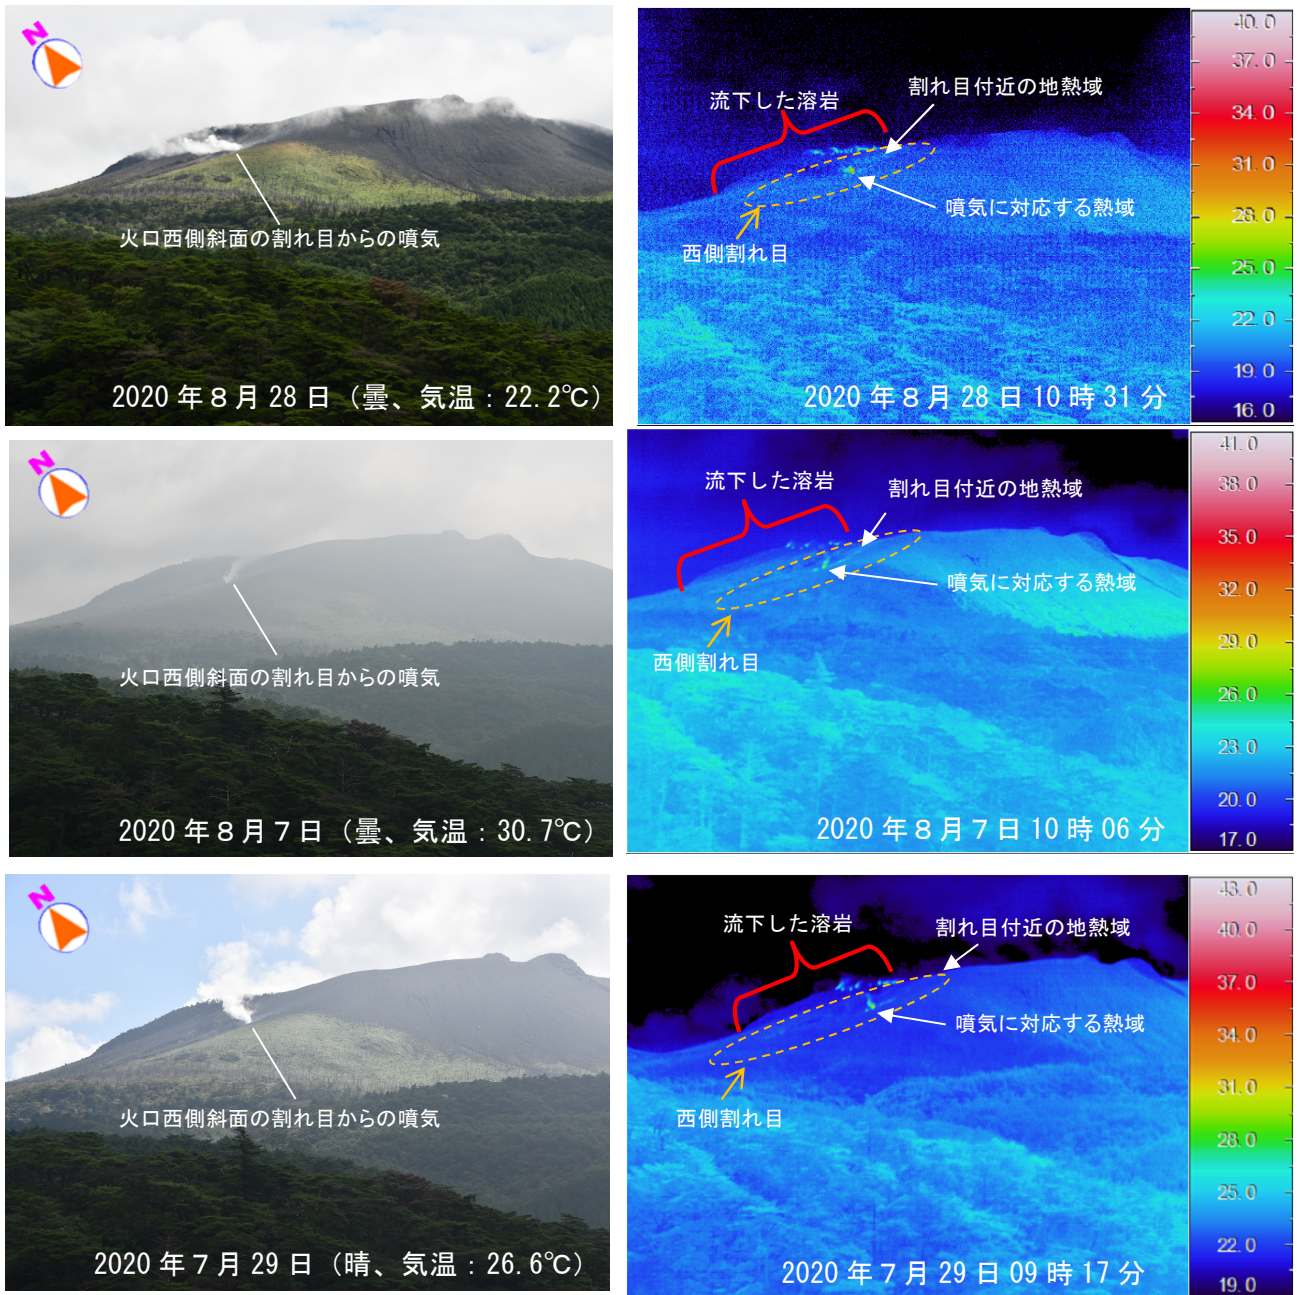 N
火口西側斜面の割れ目からの噴気
2020年8月28日（曇、気温：22.2℃）
流下した溶岩
割れ目付近の地熱域
噴気に対応する熱域
西側割れ目
2020年8月28日10時31分
40.0
37.0
34.0
31.0
28.0
25.0
22.0
19.0
16.0
N
火口西側斜面の割れ目からの噴気
2020年8月7日（曇、気温：30.7℃）
流下した溶岩
割れ目付近の地熱域
噴気に対応する熱域
西側割れ目
2020年8月7日10時06分
41.0
38.0
35.0
32.0
29.0
26.0
23.0
20.0
17.0
N
火口西側斜面の割れ目からの噴気
2020年7月29日（晴、気温：26.6℃）
流下した溶岩
割れ目付近の地熱域
噴気に対応する熱域
西側割れ目
2020年7月29日09時17分
43.0
40.0
37.0
34.0
31.0
28.0
25.0
22.0
19.0